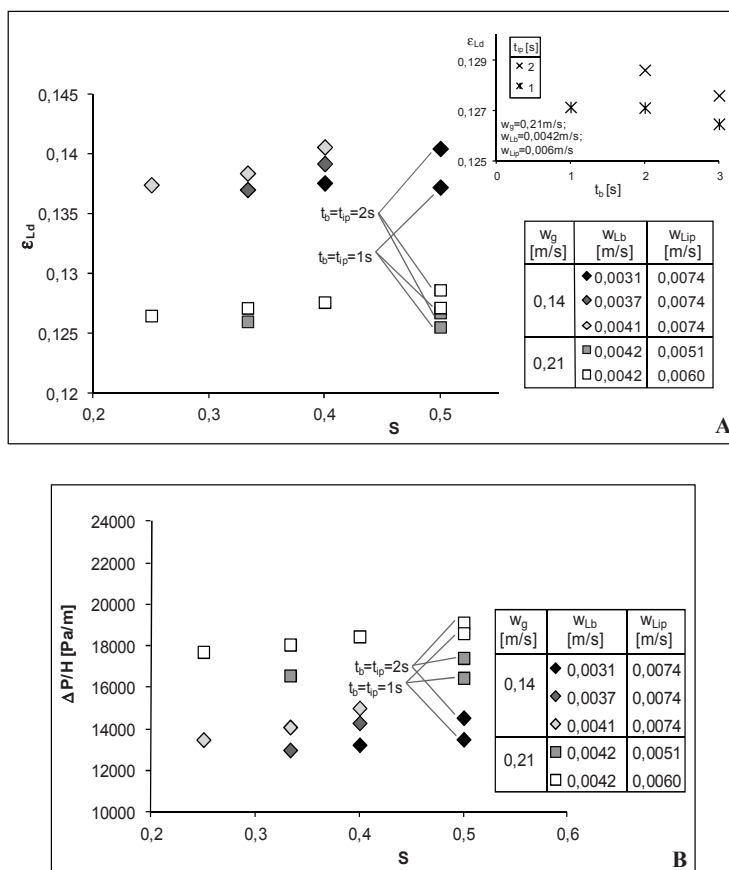 εLd
0,129
0,127
0,125
0 1 2 3
tb [s]
tip [s]
× 2
1
wg=0,21m/s;
wLb=0,0042m/s;
wLip=0,006m/s
0,145
0,14
0,135
0,13
0,125
0,12
0,2 0,3 0,4 0,5
εLd
S
tb=tip=2s
tb=tip=1s
wg wLb wLip
[m/s] [m/s] [m/s]
0,14
0,0031 0,0074
0,0037 0,0074
0,0041 0,0074
0,21
0,0042 0,0051
0,0042 0,0060
A
24000
22000
20000
18000
16000
14000
12000
10000
0,2 0,3 0,4 0,5 0,6
ΔP/H [Pa/m]
S
tb=tip=2s
tb=tip=1s
wg wLb wLip
[m/s] [m/s] [m/s]
0,14
0,0031 0,0074
0,0037 0,0074
0,0041 0,0074
0,21
0,0042 0,0051
0,0042 0,0060
B